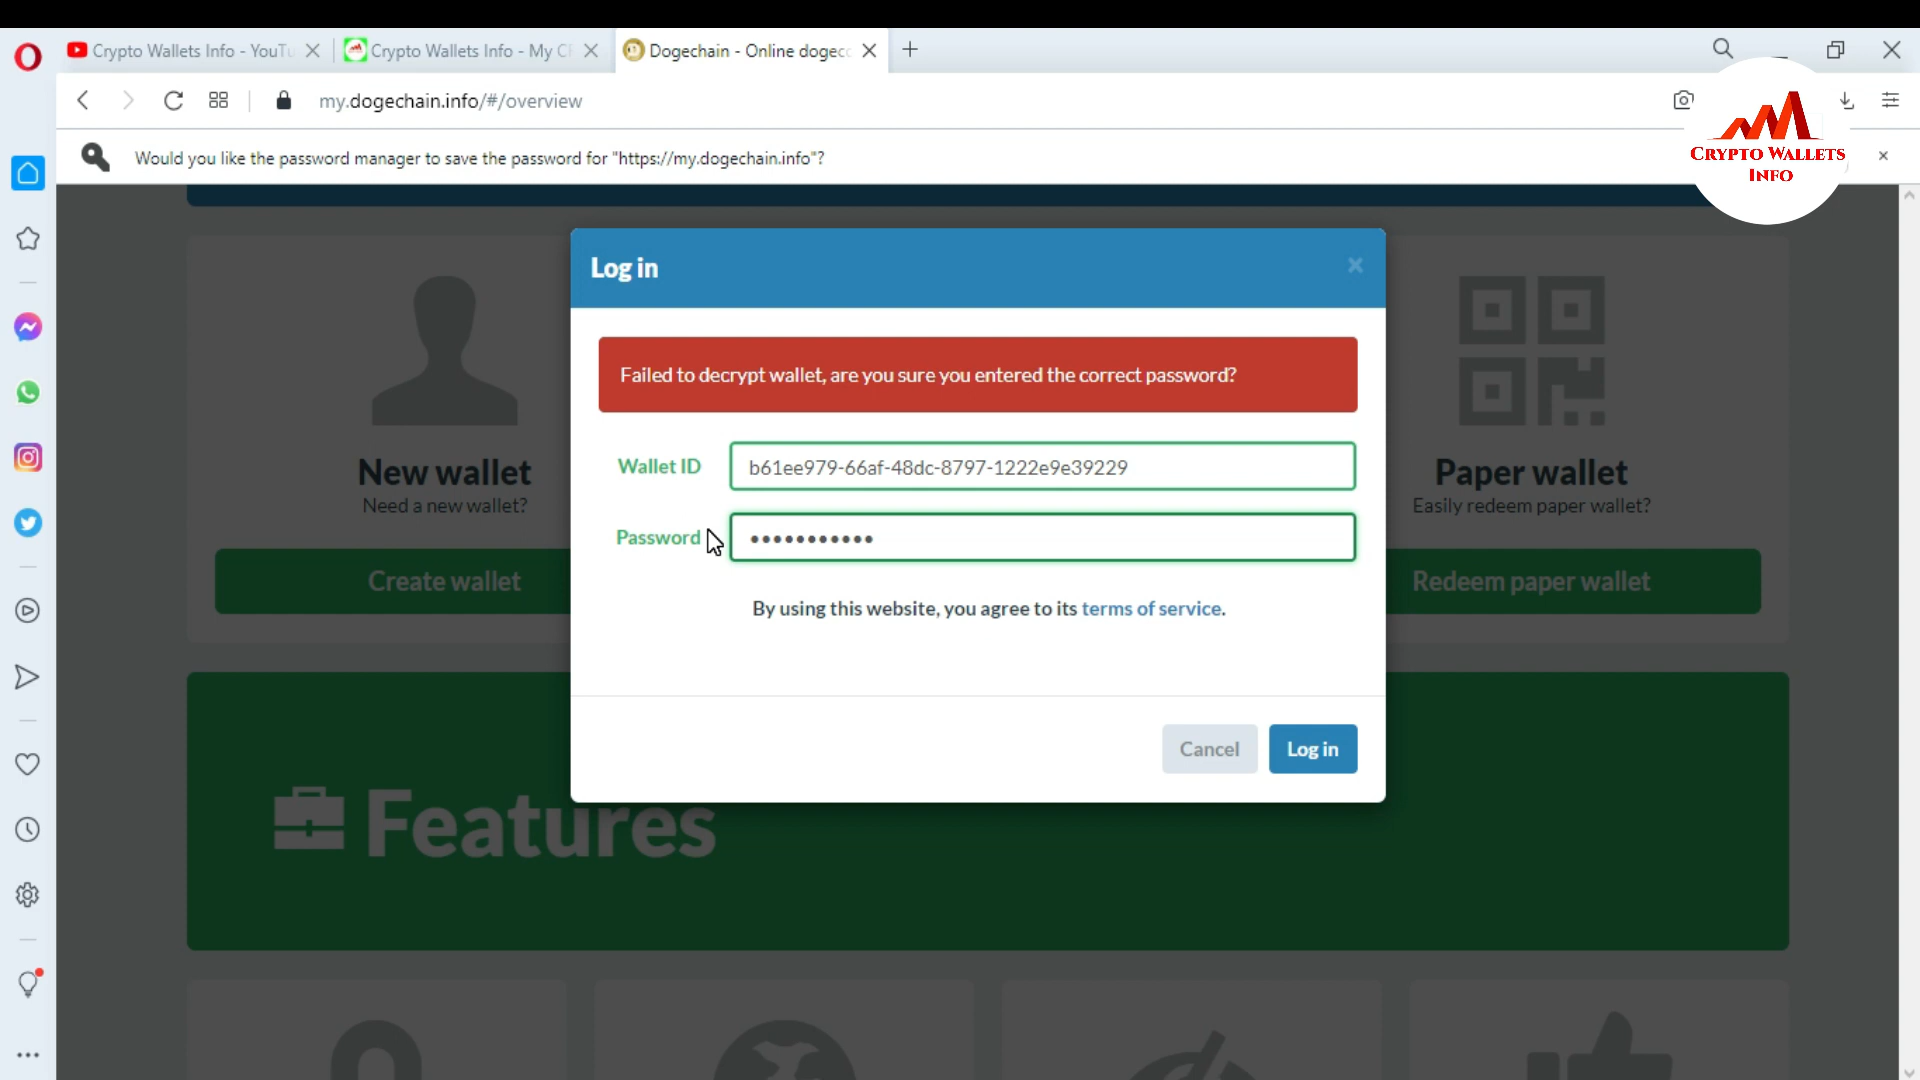 Crypto Wallets Info - YouTu
Crypto Wallets Info - My C
Dogechain - Online dogeco
my.dogechain.info/#/overview
Would you like the password manager to save the password for "https://my.dogechain.info"?
CRYPTO WALLETS
INFO
Log in
Failed to decrypt wallet, are you sure you entered the correct password?
Wallet ID
b61ee979-66af-48dc-8797-1222e9e39229
Password
By using this website, you agree to its terms of service.
Cancel
Log in
New wallet
Need a new wallet?
Create wallet
Paper wallet
Easily redeem paper wallet?
Redeem paper wallet
Features